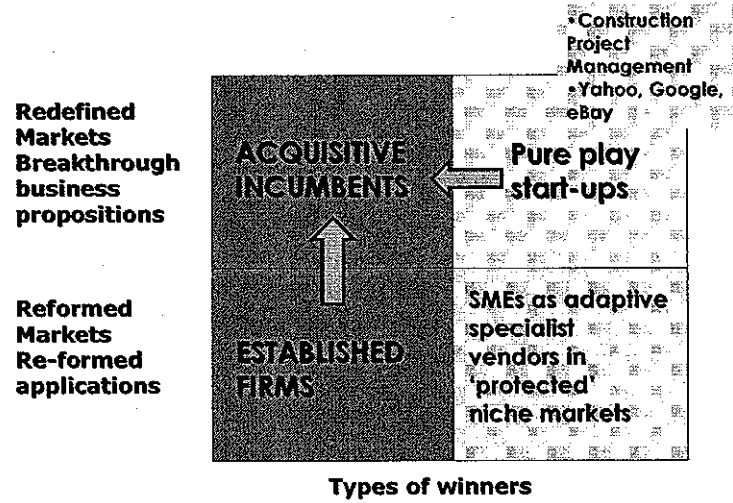 •Construction
Project
Management
•Yahoo, Google,
eBay
Redefined
Markets
Breakthrough
business
propositions
ACQUISITIVE
INCUMBENTS
Pure play
start-ups
Reformed
Markets
Re-formed
applications
ESTABLISHED
FIRMS
SMEs as adaptive
specialist
vendors in
'protected'
niche markets
Types of winners